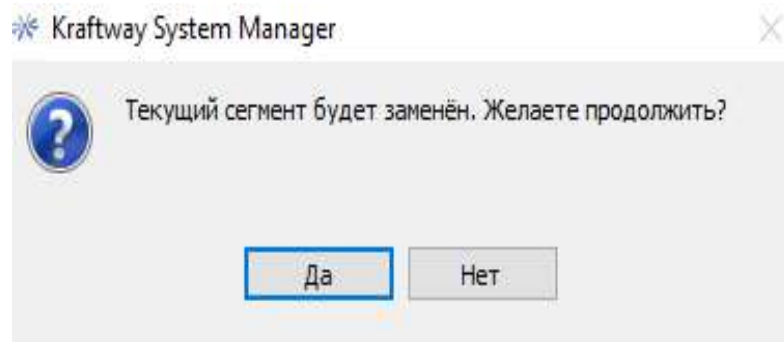 Kraftway System Manager
Текущий сегмент будет заменён. Желаете продолжить?
Да
Нет